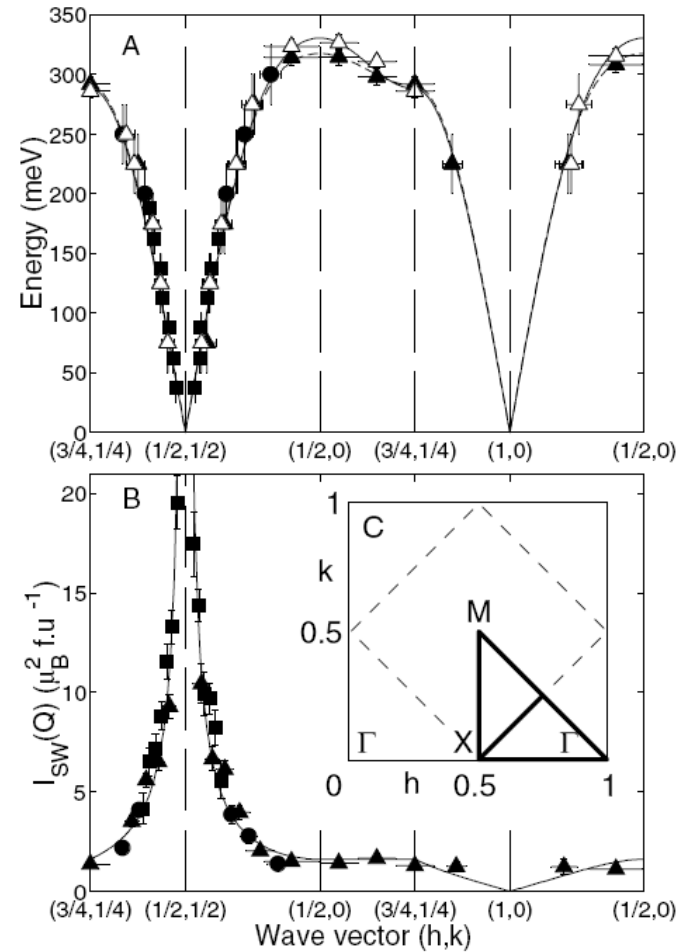 A
350
300
250
200
150
100
50
0
Energy (meV)
(3/4,1/4) (1/2,1/2) (1/2,0) (3/4,1/4) (1,0) (1/2,0)
B
20
15
10
5
0
I_SW(Q) (μ_B^2 f.u^-1)
C
1
k
0.5
M
Γ X Γ
0 h 0.5 1
(3/4,1/4) (1/2,1/2) (1/2,0) (3/4,1/4) (1,0) (1/2,0)
Wave vector (h,k)